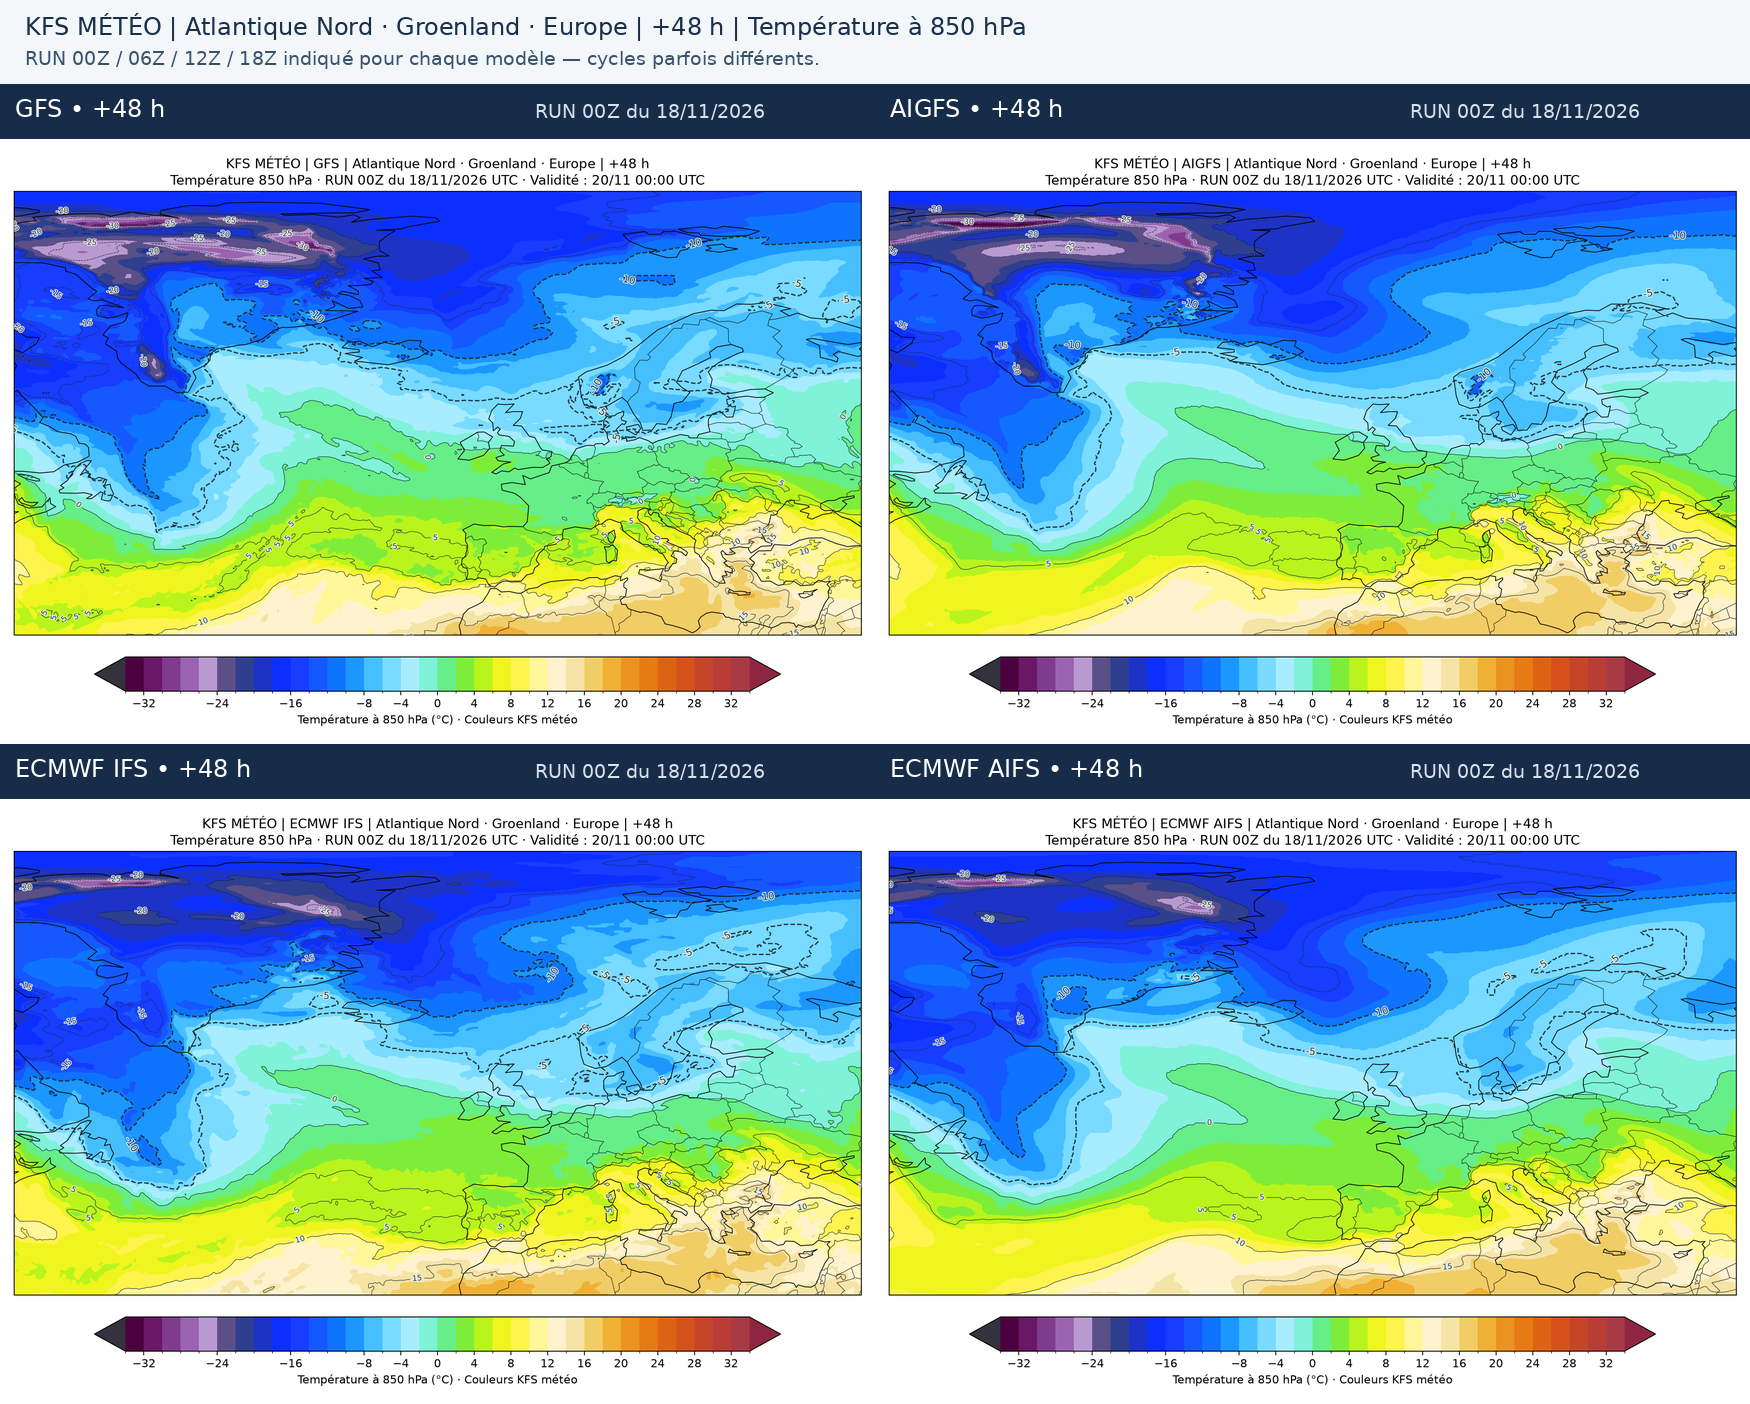 KFS MÉTÉO | Atlantique Nord · Groenland · Europe | +48 h | Température à 850 hPa
RUN 00Z / 06Z / 12Z / 18Z indiqué pour chaque modèle — cycles parfois différents.
GFS • +48 h
RUN 00Z du 18/11/2026
AIGFS • +48 h
RUN 00Z du 18/11/2026
KFS MÉTÉO | GFS | Atlantique Nord · Groenland · Europe | +48 h
Température 850 hPa · RUN 00Z du 18/11/2026 UTC · Validité : 20/11 00:00 UTC
KFS MÉTÉO | AIGFS | Atlantique Nord · Groenland · Europe | +48 h
Température 850 hPa · RUN 00Z du 18/11/2026 UTC · Validité : 20/11 00:00 UTC
−32 −24 −16 −8 −4 0 4 8 12 16 20 24 28 32
Température à 850 hPa (°C) · Couleurs KFS météo
−32 −24 −16 −8 −4 0 4 8 12 16 20 24 28 32
Température à 850 hPa (°C) · Couleurs KFS météo
ECMWF IFS • +48 h
RUN 00Z du 18/11/2026
ECMWF AIFS • +48 h
RUN 00Z du 18/11/2026
KFS MÉTÉO | ECMWF IFS | Atlantique Nord · Groenland · Europe | +48 h
Température 850 hPa · RUN 00Z du 18/11/2026 UTC · Validité : 20/11 00:00 UTC
KFS MÉTÉO | ECMWF AIFS | Atlantique Nord · Groenland · Europe | +48 h
Température 850 hPa · RUN 00Z du 18/11/2026 UTC · Validité : 20/11 00:00 UTC
−32 −24 −16 −8 −4 0 4 8 12 16 20 24 28 32
Température à 850 hPa (°C) · Couleurs KFS météo
−32 −24 −16 −8 −4 0 4 8 12 16 20 24 28 32
Température à 850 hPa (°C) · Couleurs KFS météo